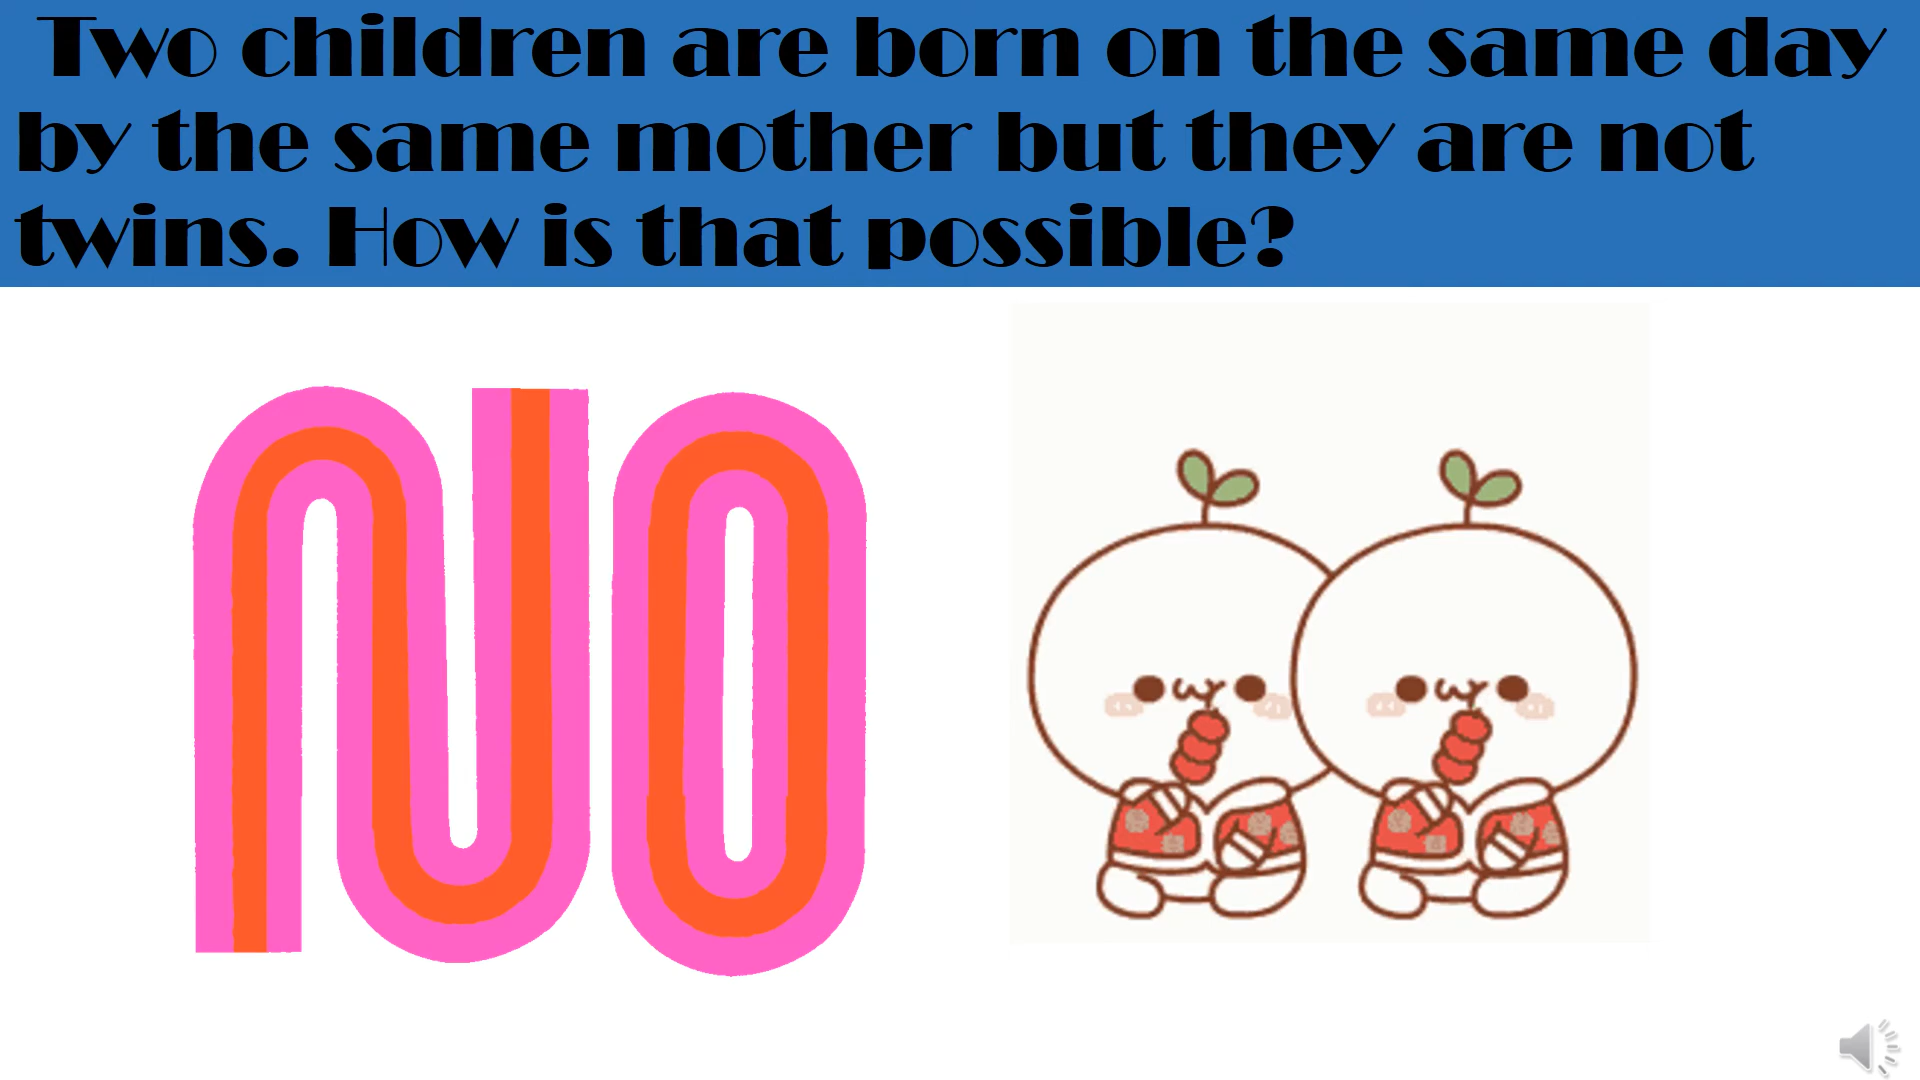 Two children are born on the same day
by the same mother but they are not
twins. How is that possible?
NO